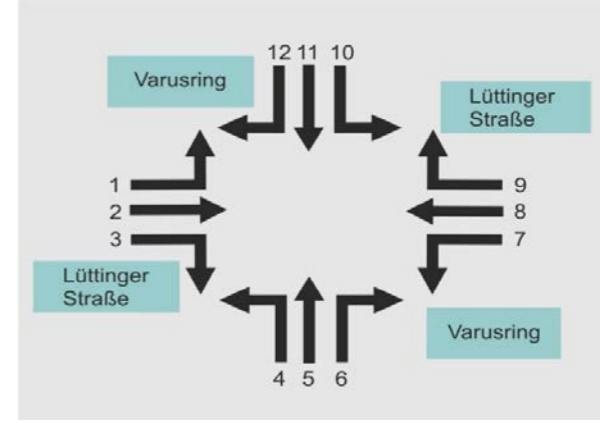 12 11 10
Varusring
Lüttinger
Straße
1
9
2
8
3
7
Lüttinger
Straße
Varusring
4 5 6